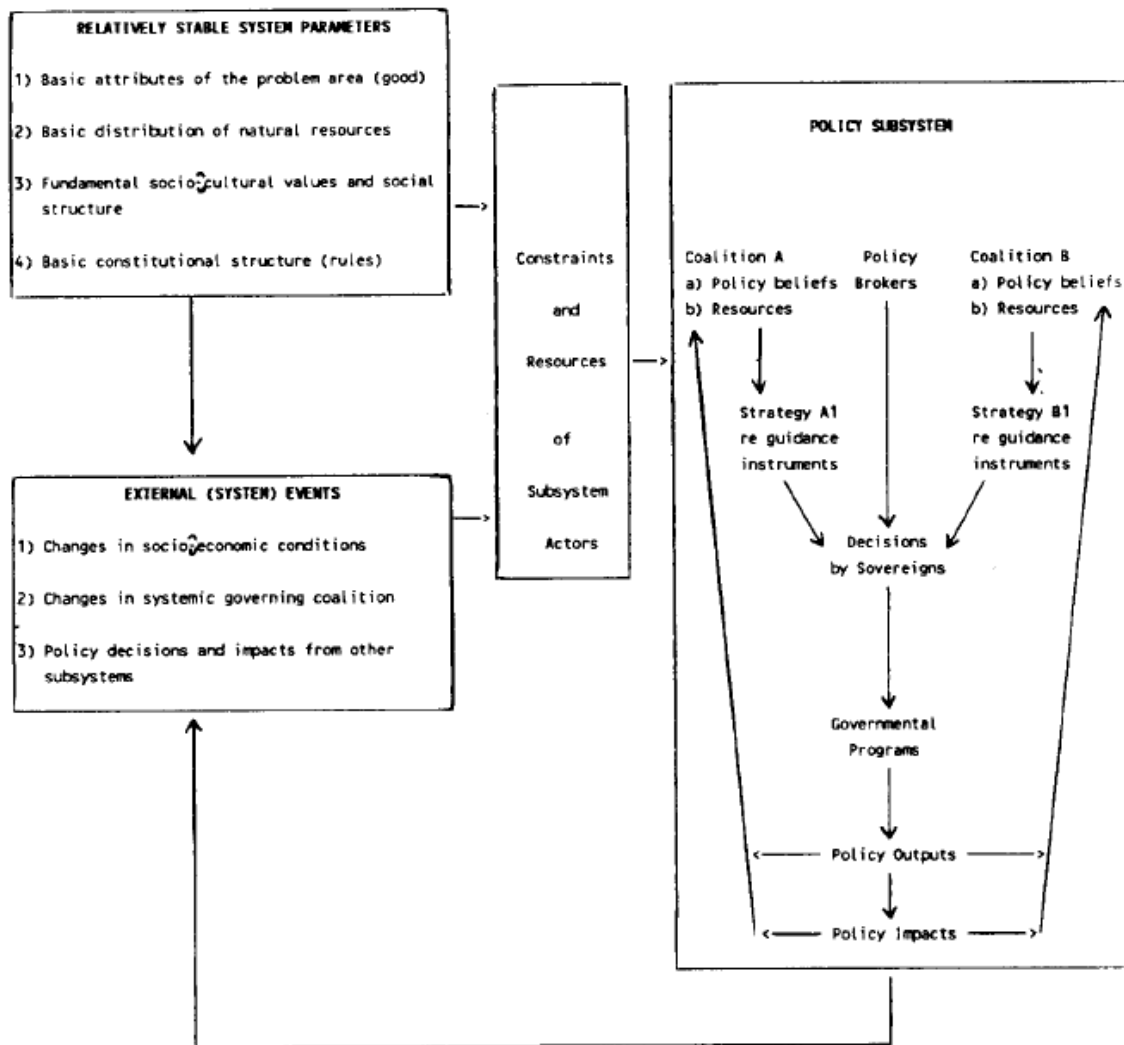 RELATIVELY STABLE SYSTEM PARAMETERS
1) Basic attributes of the problem area (good)
2) Basic distribution of natural resources
3) Fundamental socio-cultural values and social
structure
4) Basic constitutional structure (rules)
EXTERNAL (SYSTEM) EVENTS
1) Changes in socio-economic conditions
2) Changes in systemic governing coalition
3) Policy decisions and impacts from other
subsystems
Constraints
and
Resources
of
Subsystem
Actors
POLICY SUBSYSTEM
Coalition A
a) Policy beliefs
b) Resources
Policy
Brokers
Coalition B
a) Policy beliefs
b) Resources
Strategy A1
re guidance
instruments
Strategy B1
re guidance
instruments
Decisions
by Sovereigns
Governmental
Programs
Policy Outputs
Policy Impacts